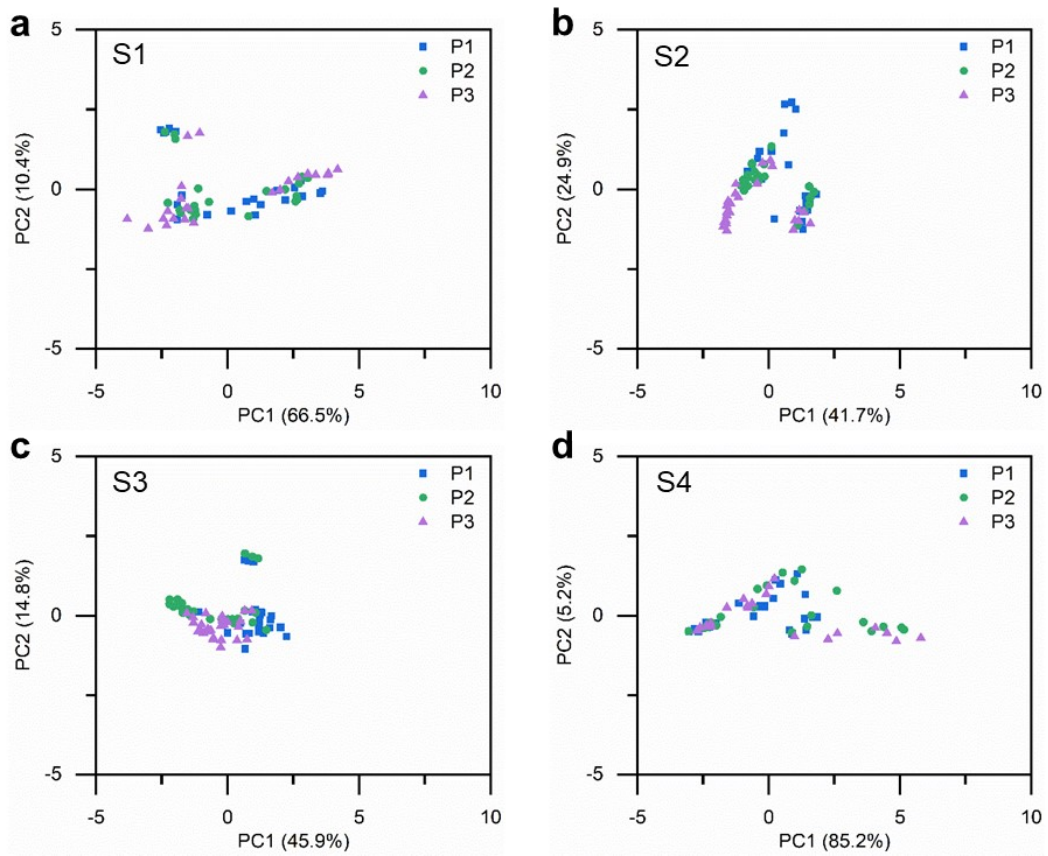 a
S1
P1
P2
P3
5
0
-5
PC2 (10.4%)
-5 0 5 10
PC1 (66.5%)
b
S2
P1
P2
P3
5
0
-5
PC2 (24.9%)
-5 0 5 10
PC1 (41.7%)
c
S3
P1
P2
P3
5
0
-5
PC2 (14.8%)
-5 0 5 10
PC1 (45.9%)
d
S4
P1
P2
P3
5
0
-5
PC2 (5.2%)
-5 0 5 10
PC1 (85.2%)